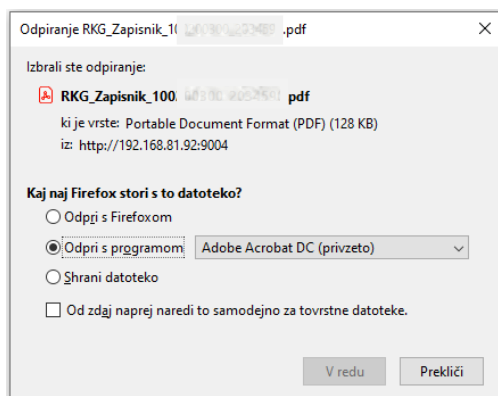 Odpiranje RKG_Zapisnik_10 .pdf
Izbrali ste odpiranje:
RKG_Zapisnik_100 pdf
ki je vrste: Portable Document Format (PDF) (128 KB)
iz: http://192.168.81.92:9004
Kaj naj Firefox stori s to datoteko?
Odpri s Firefoxom
Odpri s programom Adobe Acrobat DC (privzeto)
Shrani datoteko
Od zdaj naprej naredi to samodejno za tovrstne datoteke.
V redu Prekliči